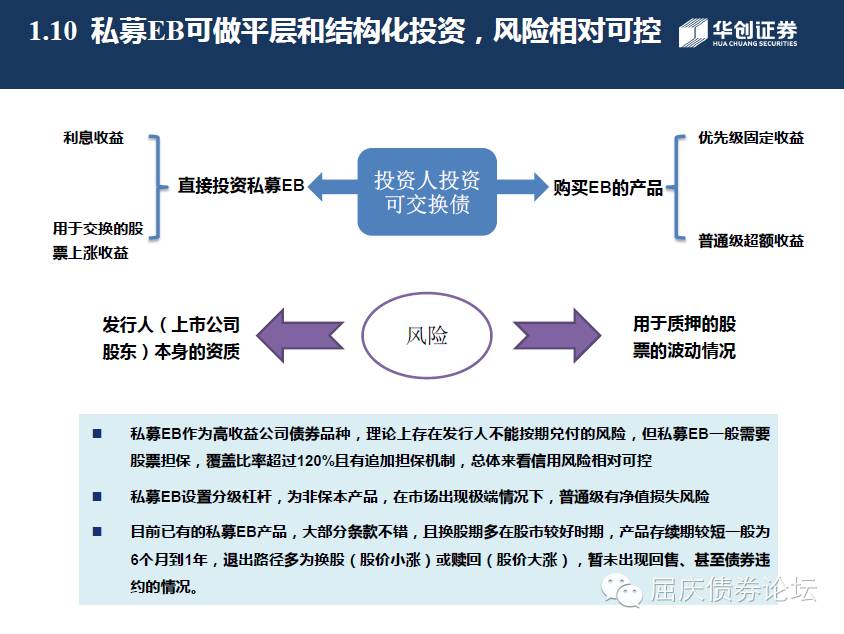 1.10 私募EB可做平层和结构化投资，风险相对可控
华创证券
HUA CHUANG SECURITIES
利息收益
用于交换的股
票上涨收益
直接投资私募EB
投资人投资
可交换债
购买EB的产品
优先级固定收益
普通级超额收益
发行人（上市公司
股东）本身的资质
风险
用于质押的股
票的波动情况
■ 私募EB作为高收益公司债券品种，理论上存在发行人不能按期兑付的风险，但私募EB一般需要
股票担保，覆盖比率超过120%且有追加担保机制，总体来看信用风险相对可控
■ 私募EB设置分级杠杆，为非保本产品，在市场出现极端情况下，普通级有净值损失风险
■ 目前已有的私募EB产品，大部分条款不错，且换股期多在股市较好时期，产品存续期较短一般为
6个月到1年，退出路径多为换股（股价小涨）或赎回（股价大涨），暂未出现回售、甚至债券违
约的情况。
屈庆债券论坛